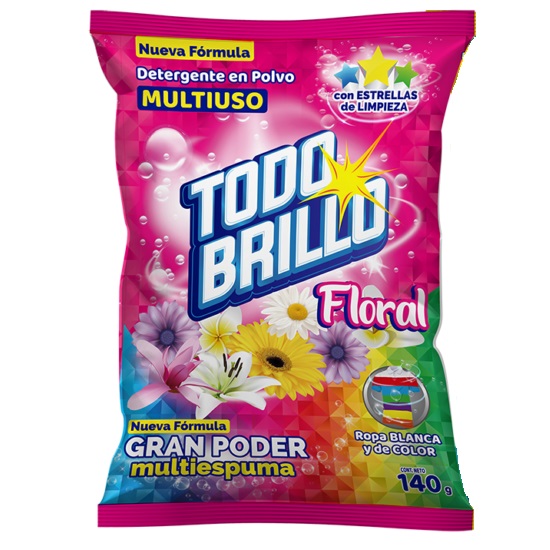 Nueva Fórmula
Detergente en Polvo
MULTIUSO
con ESTRELLAS
de LIMPIEZA
TODO
BRILLO
Floral
Nueva Fórmula
GRAN PODER
multiespuma
Ropa BLANCA
y de COLOR
CONT. NETO
140 g